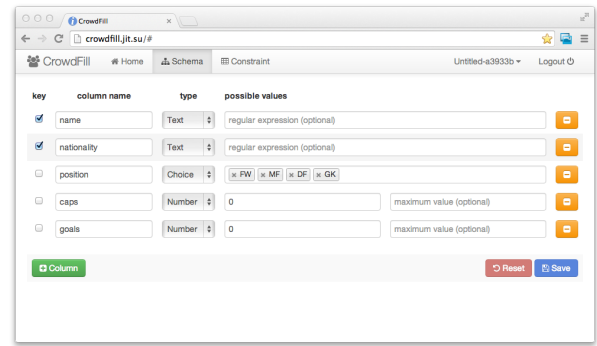 CrowdFill
crowdfill.jit.su/#
CrowdFill Home Schema Constraint Untitled-a3933b Logout
key column name type possible values
name Text regular expression (optional)
nationality Text regular expression (optional)
position Choice × FW × MF × DF × GK
caps Number 0 maximum value (optional)
goals Number 0 maximum value (optional)
Column Reset Save